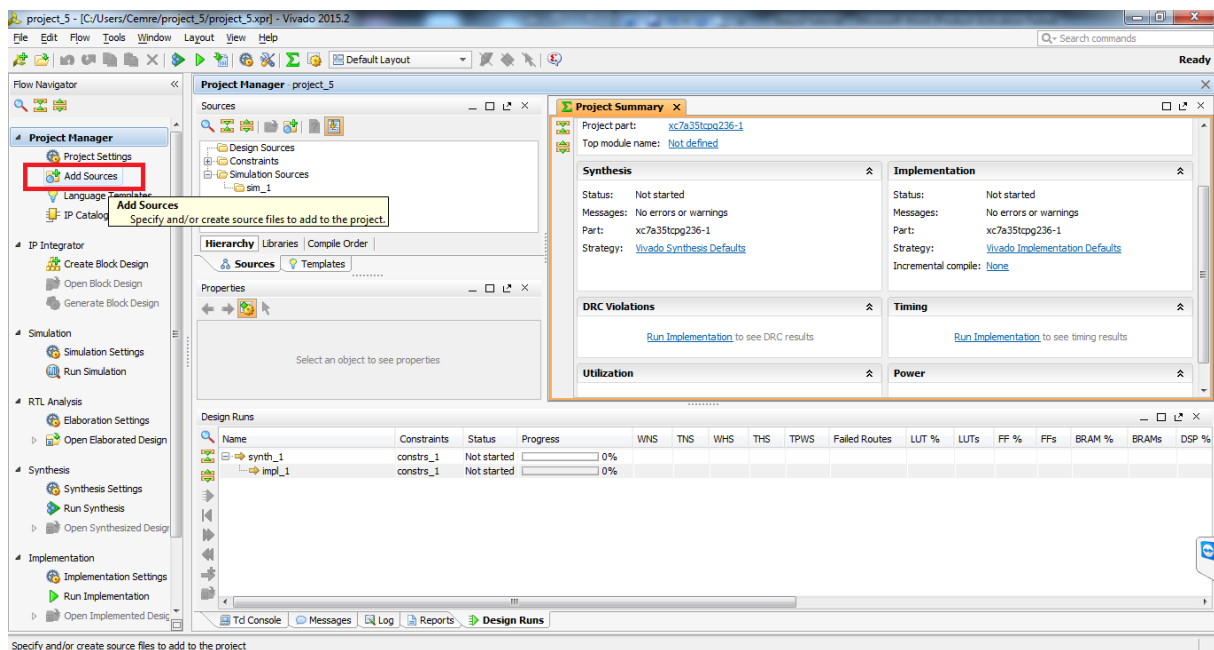 project_5 - [C:/Users/Cemre/project_5/project_5.xpr] - Vivado 2015.2
File Edit Flow Tools Window Layout View Help
Search commands
Default Layout
Ready
Flow Navigator
Project Manager
Project Settings
Add Sources
Language Templates
IP Catalog
Add Sources
Specify and/or create source files to add to the project.
IP Integrator
Create Block Design
Open Block Design
Generate Block Design
Simulation
Simulation Settings
Run Simulation
RTL Analysis
Elaboration Settings
Open Elaborated Design
Synthesis
Synthesis Settings
Run Synthesis
Open Synthesized Design
Implementation
Implementation Settings
Run Implementation
Open Implemented Desig
Project Manager - project_5
Sources
Design Sources
Constraints
Simulation Sources
sim_1
Hierarchy Libraries Compile Order
Sources Templates
Properties
Select an object to see properties
Project Summary
Project part: xc7a35tcpg236-1
Top module name: Not defined
Synthesis
Status: Not started
Messages: No errors or warnings
Part: xc7a35tcpg236-1
Strategy: Vivado Synthesis Defaults
Implementation
Status: Not started
Messages: No errors or warnings
Part: xc7a35tcpg236-1
Strategy: Vivado Implementation Defaults
Incremental compile: None
DRC Violations
Run Implementation to see DRC results
Timing
Run Implementation to see timing results
Utilization
Power
Design Runs
Name Constraints Status Progress WNS TNS WHS THS TPWS Failed Routes LUT % LUTs FF % FFs BRAM % BRAMs DSP %
synth_1 constrs_1 Not started 0%
impl_1 constrs_1 Not started 0%
Tcl Console Messages Log Reports Design Runs
Specify and/or create source files to add to the project